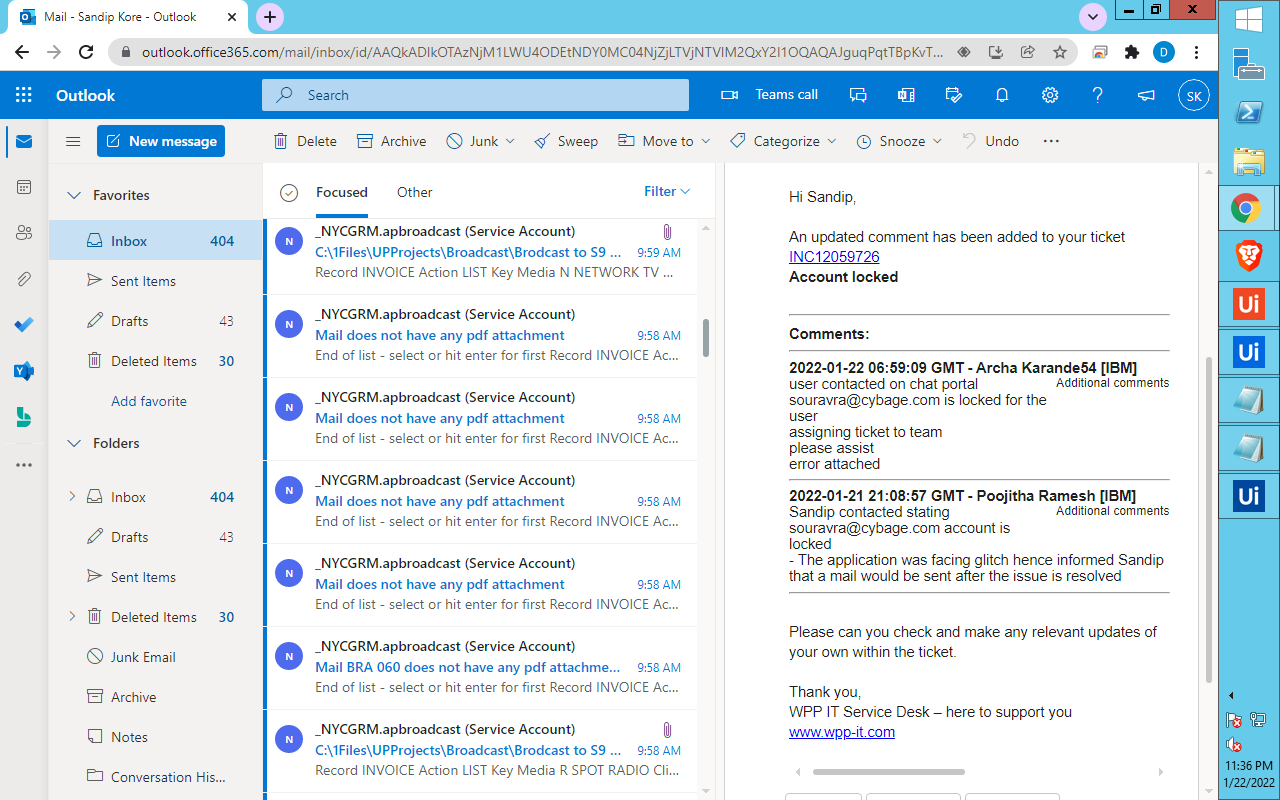 Mail - Sandip Kore - Outlook
outlook.office365.com/mail/inbox/id/AAQkADIkOTAzNjM1LWU4ODEtNDY0MC04NjZjLTVjNTVlM2QxY2I1OQAQAJguqPqtTBpKvT...
D
Outlook
Search
Teams call
SK
New message
Delete
Archive
Junk
Sweep
Move to
Categorize
Snooze
Undo
Favorites
Inbox 404
Sent Items
Drafts 43
Deleted Items 30
Add favorite
Folders
Inbox 404
Drafts 43
Sent Items
Deleted Items 30
Junk Email
Archive
Notes
Conversation His...
Focused
Other
Filter
N
_NYCGRM.apbroadcast (Service Account)
C:\1Files\UPProjects\Broadcast\Brodcast to S9 ... 9:59 AM
Record INVOICE Action LIST Key Media N NETWORK TV ...
N
_NYCGRM.apbroadcast (Service Account)
Mail does not have any pdf attachment 9:58 AM
End of list - select or hit enter for first Record INVOICE Ac...
N
_NYCGRM.apbroadcast (Service Account)
Mail does not have any pdf attachment 9:58 AM
End of list - select or hit enter for first Record INVOICE Ac...
N
_NYCGRM.apbroadcast (Service Account)
Mail does not have any pdf attachment 9:58 AM
End of list - select or hit enter for first Record INVOICE Ac...
N
_NYCGRM.apbroadcast (Service Account)
Mail does not have any pdf attachment 9:58 AM
End of list - select or hit enter for first Record INVOICE Ac...
N
_NYCGRM.apbroadcast (Service Account)
Mail BRA 060 does not have any pdf attachme... 9:58 AM
End of list - select or hit enter for first Record INVOICE Ac...
N
_NYCGRM.apbroadcast (Service Account)
C:\1Files\UPProjects\Broadcast\Brodcast to S9 ... 9:58 AM
Record INVOICE Action LIST Key Media R SPOT RADIO Cli...
Hi Sandip,
An updated comment has been added to your ticket
INC12059726
Account locked
Comments:
2022-01-22 06:59:09 GMT - Archa Karande54 [IBM]
Additional comments
user contacted on chat portal
souravra@cybage.com is locked for the
user
assigning ticket to team
please assist
error attached
2022-01-21 21:08:57 GMT - Poojitha Ramesh [IBM]
Additional comments
Sandip contacted stating
souravra@cybage.com account is
locked
- The application was facing glitch hence informed Sandip
that a mail would be sent after the issue is resolved
Please can you check and make any relevant updates of
your own within the ticket.
Thank you,
WPP IT Service Desk – here to support you
www.wpp-it.com
Ui
Ui
Ui
11:36 PM
1/22/2022